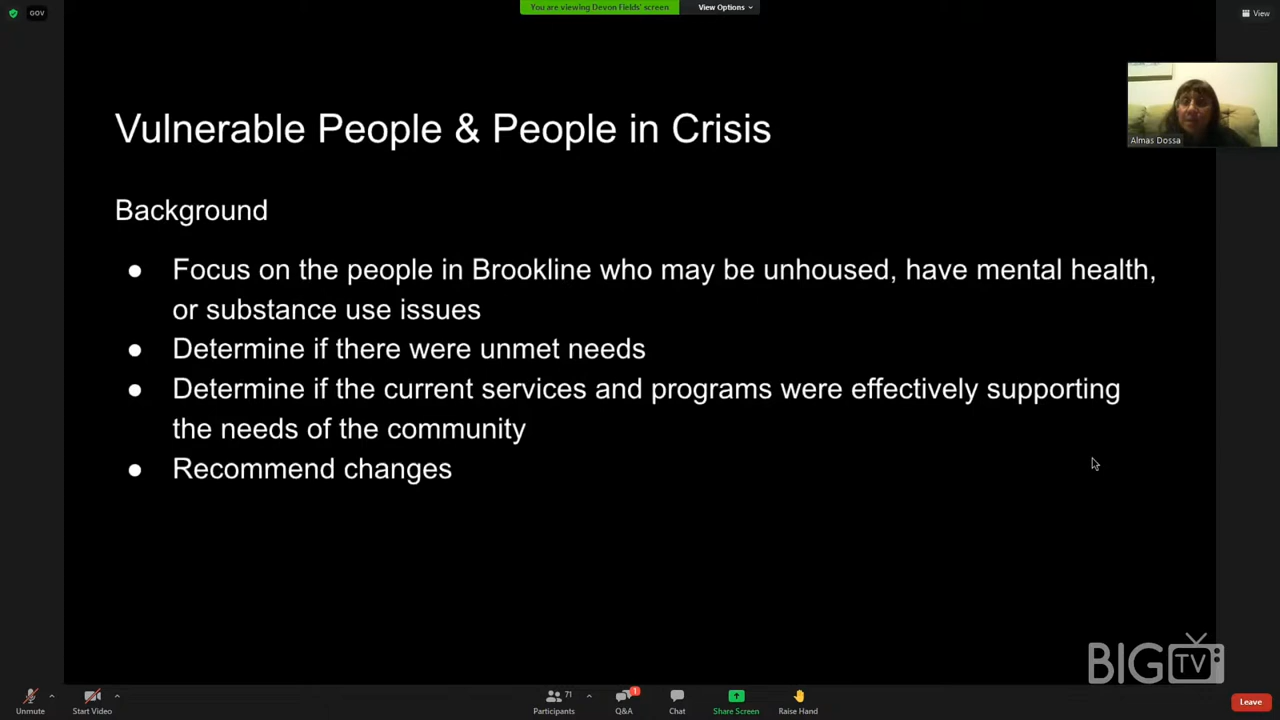 GOV
You are viewing Devon Fields' screen
View Options
View
Almas Dossa
Vulnerable People & People in Crisis
Background
● Focus on the people in Brookline who may be unhoused, have mental health,
or substance use issues
● Determine if there were unmet needs
● Determine if the current services and programs were effectively supporting
the needs of the community
● Recommend changes
BIG TV
Unmute
Start Video
71
Participants
1
Q&A
Chat
Share Screen
Raise Hand
Leave